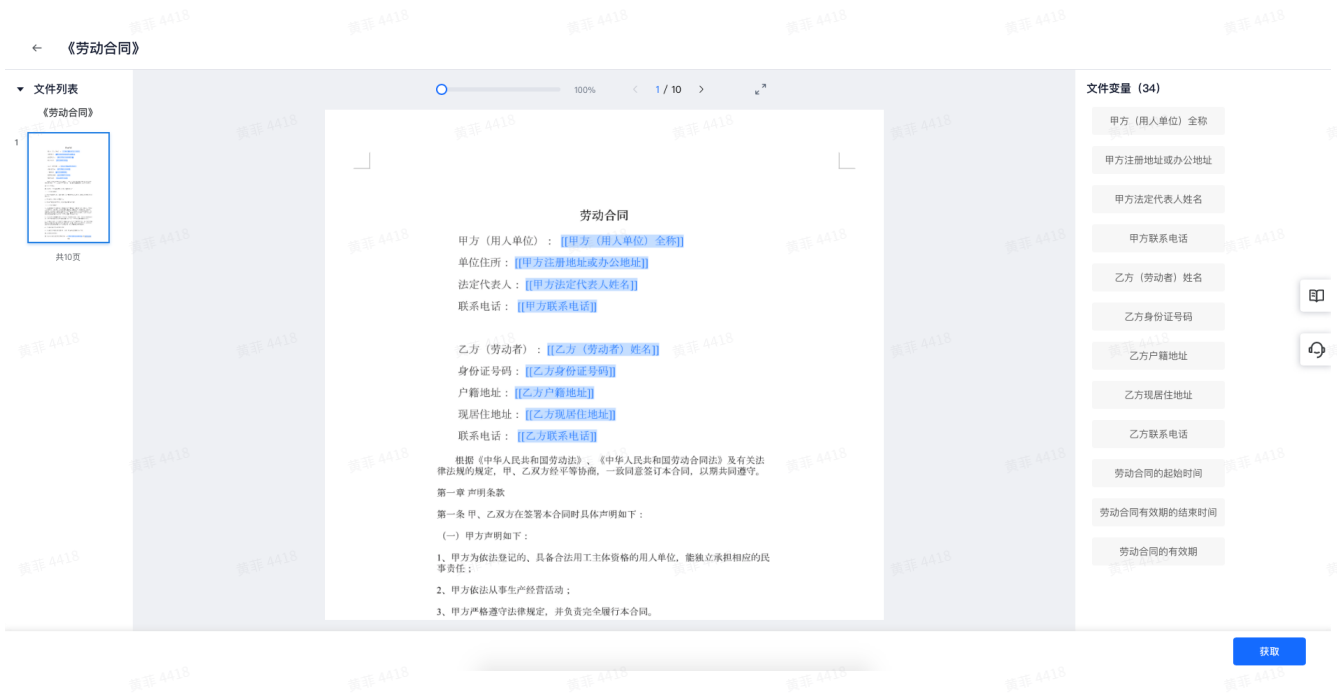 《劳动合同》
文件列表
《劳动合同》
1
共10页
100%
1 / 10
劳动合同
甲方（用人单位）： [[甲方（用人单位）全称]]
单位住所： [[甲方注册地址或办公地址]]
法定代表人： [[甲方法定代表人姓名]]
联系电话： [[甲方联系电话]]
乙方（劳动者）： [[乙方（劳动者）姓名]]
身份证号码： [[乙方身份证号码]]
户籍地址： [[乙方户籍地址]]
现居住地址： [[乙方现居住地址]]
联系电话： [[乙方联系电话]]
根据《中华人民共和国劳动法》、《中华人民共和国劳动合同法》及有关法
律法规的规定，甲、乙双方经平等协商，一致同意签订本合同，以期共同遵守。
第一章 声明条款
第一条 甲、乙双方在签署本合同时具体声明如下：
（一）甲方声明如下：
1、甲方为依法登记的、具备合法用工主体资格的用人单位，能独立承担相应的民
事责任；
2、甲方依法从事生产经营活动；
3、甲方严格遵守法律规定，并负责完全履行本合同。
文件变量（34）
甲方（用人单位）全称
甲方注册地址或办公地址
甲方法定代表人姓名
甲方联系电话
乙方（劳动者）姓名
乙方身份证号码
乙方户籍地址
乙方现居住地址
乙方联系电话
劳动合同的起始时间
劳动合同有效期的结束时间
劳动合同的有效期
获取
黄菲 4418